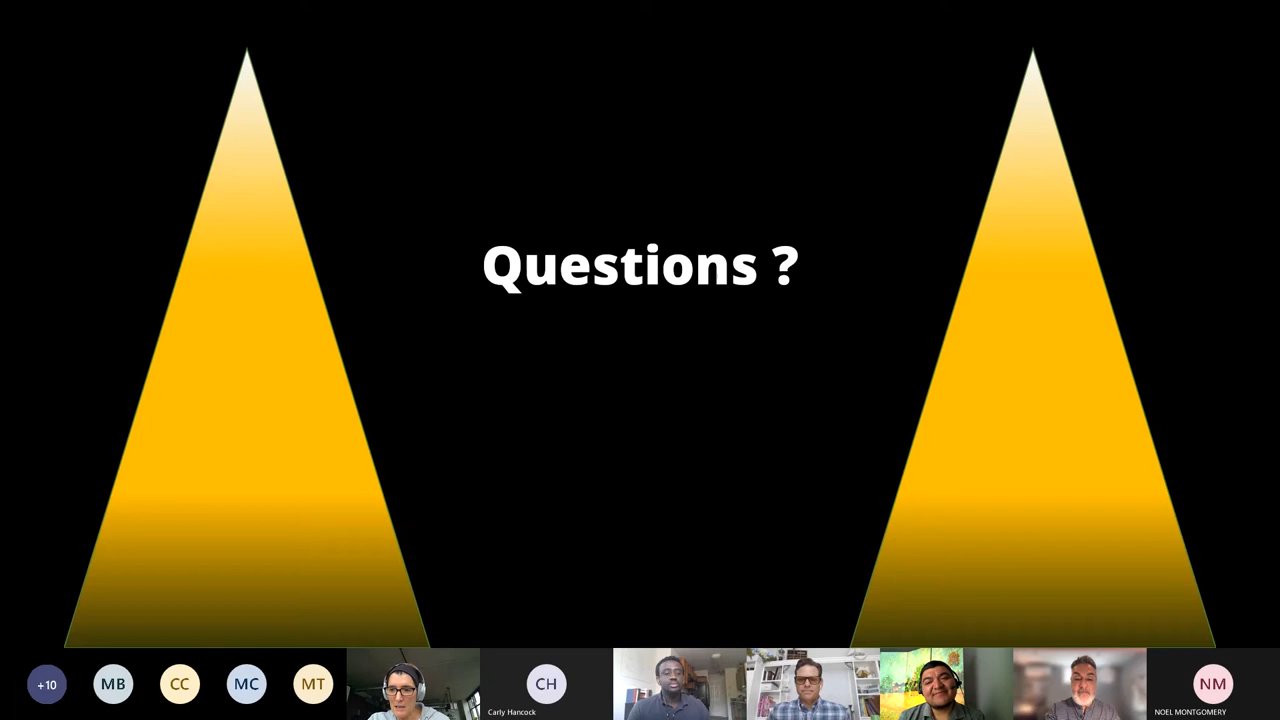 Questions ?
+10
MB
CC
MC
MT
CH
Carly Hancock
NM
NOEL MONTGOMERY